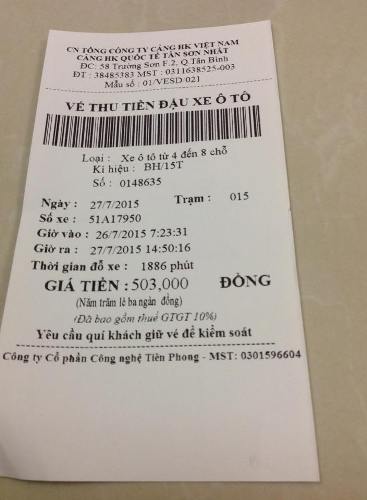 CN TỔNG CÔNG TY CẢNG HK VIỆT NAM
CẢNG HK QUỐC TẾ TÂN SƠN NHẤT
ĐC: 58 Trường Sơn F.2, Q.Tân Bình
ĐT : 38485383 MST : 0311638525-003
Mẫu số : 01/VESD/021
VÉ THU TIỀN ĐẬU XE Ô TÔ
Loại : Xe ô tô từ 4 đến 8 chỗ
Kí hiệu : BH/15T
Số : 0148635
Ngày : 27/7/2015 Trạm : 015
Số xe : 51A17950
Giờ vào : 26/7/2015 7:23:31
Giờ ra : 27/7/2015 14:50:16
Thời gian đỗ xe : 1886 phút
GIÁ TIỀN : 503,000 ĐỒNG
(Năm trăm lẻ ba ngàn đồng)
(Đã bao gồm thuế GTGT 10%)
Yêu cầu quí khách giữ vé để kiểm soát
Công ty Cổ phần Công nghệ Tiên Phong - MST: 0301596604